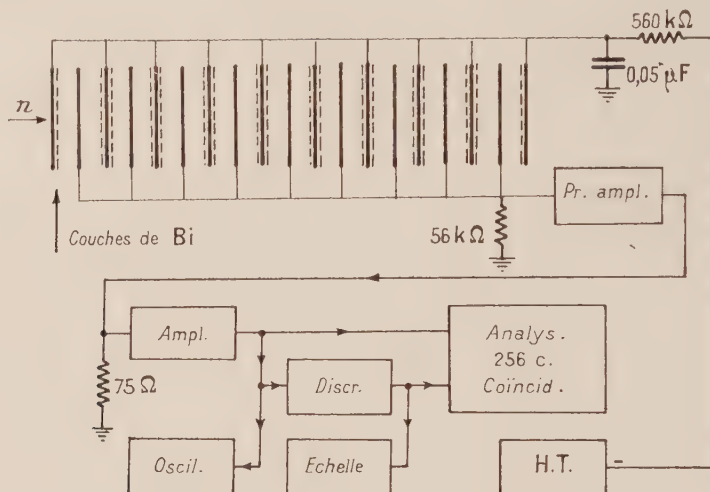 560 kΩ
0,05 μF
n
Pr. ampl.
56 kΩ
Couches de Bi
Ampl.
Analys.
256 c.
Coïncid.
Discr.
75 Ω
Oscil.
Echelle
H.T.
-